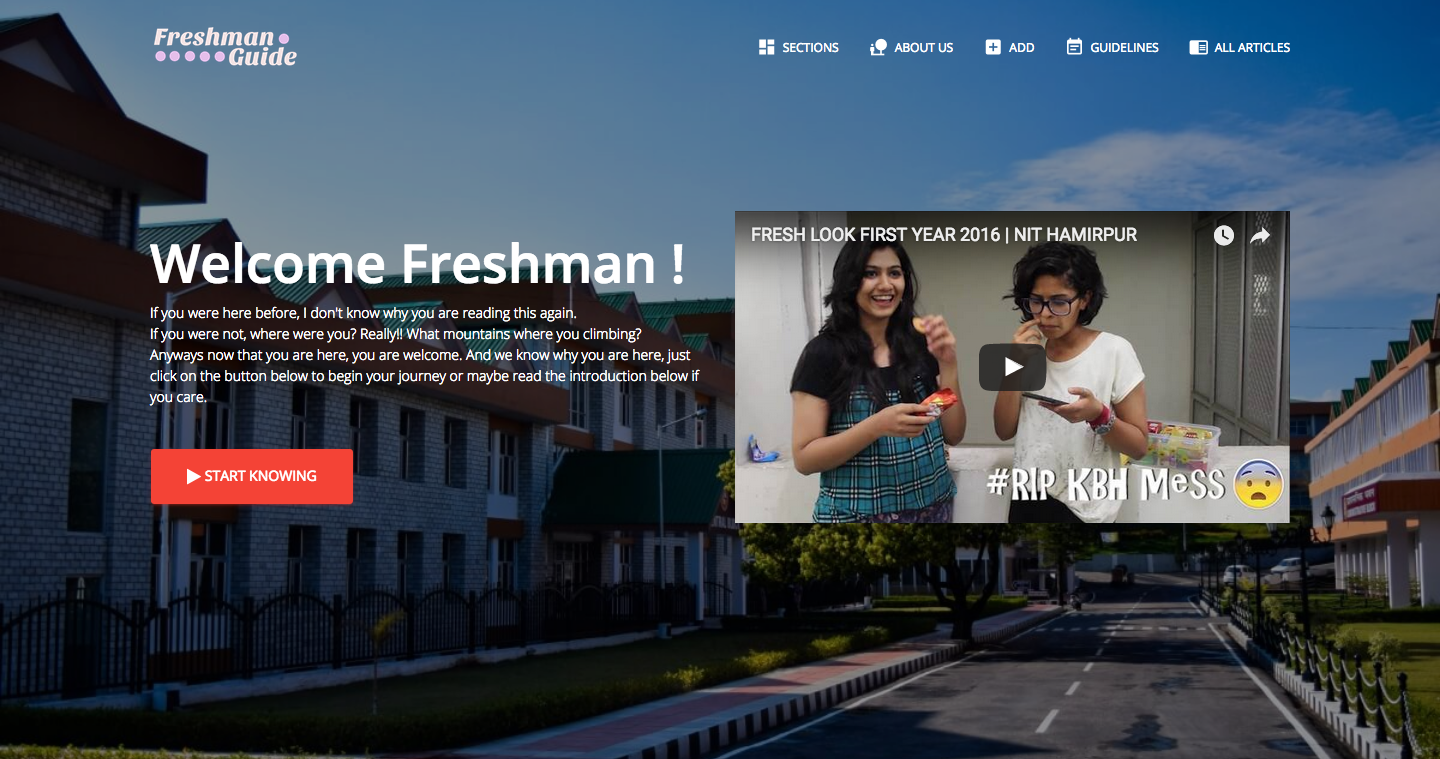 Freshman
Guide
SECTIONS
ABOUT US
ADD
GUIDELINES
ALL ARTICLES
Welcome Freshman !
If you were here before, I don't know why you are reading this again.
If you were not, where were you? Really!! What mountains where you climbing?
Anyways now that you are here, you are welcome. And we know why you are here, just
click on the button below to begin your journey or maybe read the introduction below if
you care.
START KNOWING
FRESH LOOK FIRST YEAR 2016 | NIT HAMIRPUR
#RIP KBH MeSS